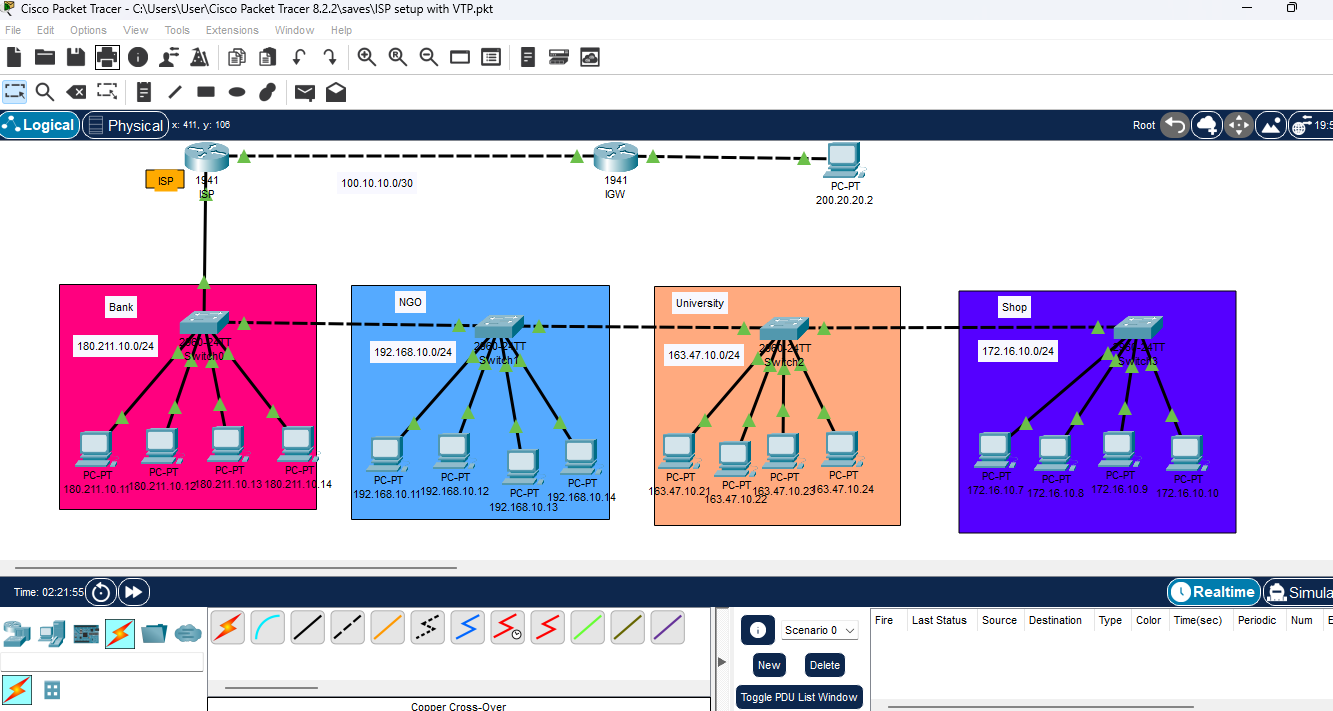 Cisco Packet Tracer - C:\Users\User\Cisco Packet Tracer 8.2.2\saves\ISP setup with VTP.pkt
File Edit Options View Tools Extensions Window Help
Logical Physical x: 411, y: 106 Root 19:5
ISP 1941 ISP
100.10.10.0/30
1941 IGW
PC-PT
200.20.20.2
Bank
180.211.10.0/24
2960-24TT
Switch0
PC-PT 180.211.10.11
PC-PT 180.211.10.12
PC-PT 180.211.10.13
PC-PT 180.211.10.14
NGO
192.168.10.0/24
2960-24TT
Switch1
PC-PT 192.168.10.11
PC-PT 192.168.10.12
PC-PT 192.168.10.13
PC-PT 192.168.10.14
University
163.47.10.0/24
2960-24TT
Switch2
PC-PT 163.47.10.21
PC-PT 163.47.10.22
PC-PT 163.47.10.23
PC-PT 163.47.10.24
Shop
172.16.10.0/24
2960-24TT
Switch3
PC-PT 172.16.10.7
PC-PT 172.16.10.8
PC-PT 172.16.10.9
PC-PT 172.16.10.10
Time: 02:21:55 Realtime Simula
Scenario 0
New Delete
Toggle PDU List Window
Fire Last Status Source Destination Type Color Time(sec) Periodic Num E
Copper Cross-Over